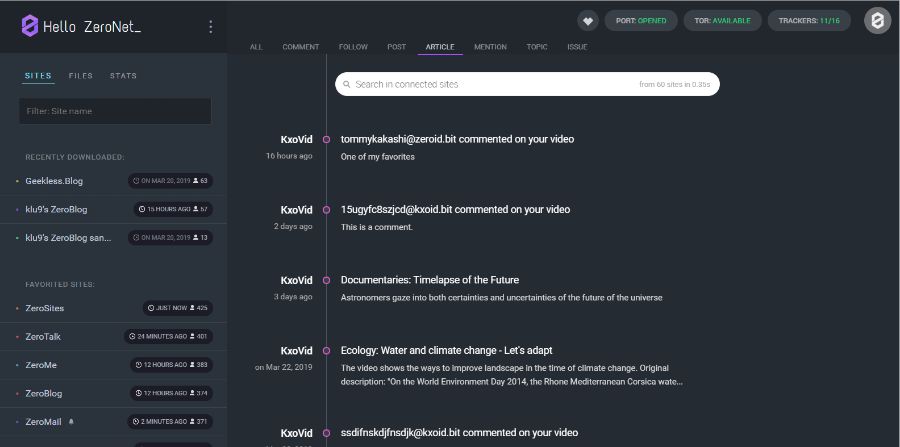 Hello ZeroNet_
PORT: OPENED
TOR: AVAILABLE
TRACKERS: 11/16
ALL COMMENT FOLLOW POST ARTICLE MENTION TOPIC ISSUE
SITES FILES STATS
Filter: Site name
RECENTLY DOWNLOADED:
Geekless.Blog ON MAR 20, 2019 63
klu9's ZeroBlog 15 HOURS AGO 57
klu9's ZeroBlog san... ON MAR 20, 2019 13
FAVORITED SITES:
ZeroSites JUST NOW 425
ZeroTalk 24 MINUTES AGO 401
ZeroMe 12 HOURS AGO 383
ZeroBlog 12 HOURS AGO 374
ZeroMail 2 MINUTES AGO 371
Search in connected sites from 60 sites in 0.35s
KxoVid tommykakashi@zeroid.bit commented on your video
16 hours ago One of my favorites
KxoVid 15ugyfc8szjcd@kxoid.bit commented on your video
2 days ago This is a comment.
KxoVid Documentaries: Timelapse of the Future
3 days ago Astronomers gaze into both certainties and uncertainties of the future of the universe
KxoVid Ecology: Water and climate change - Let's adapt
on Mar 22, 2019 The video shows the ways to improve landscape in the time of climate change. Original
description: "On the World Environment Day 2014, the Rhone Mediterranean Corsica wate...
KxoVid ssdifnskdjfnsdjk@kxoid.bit commented on your video